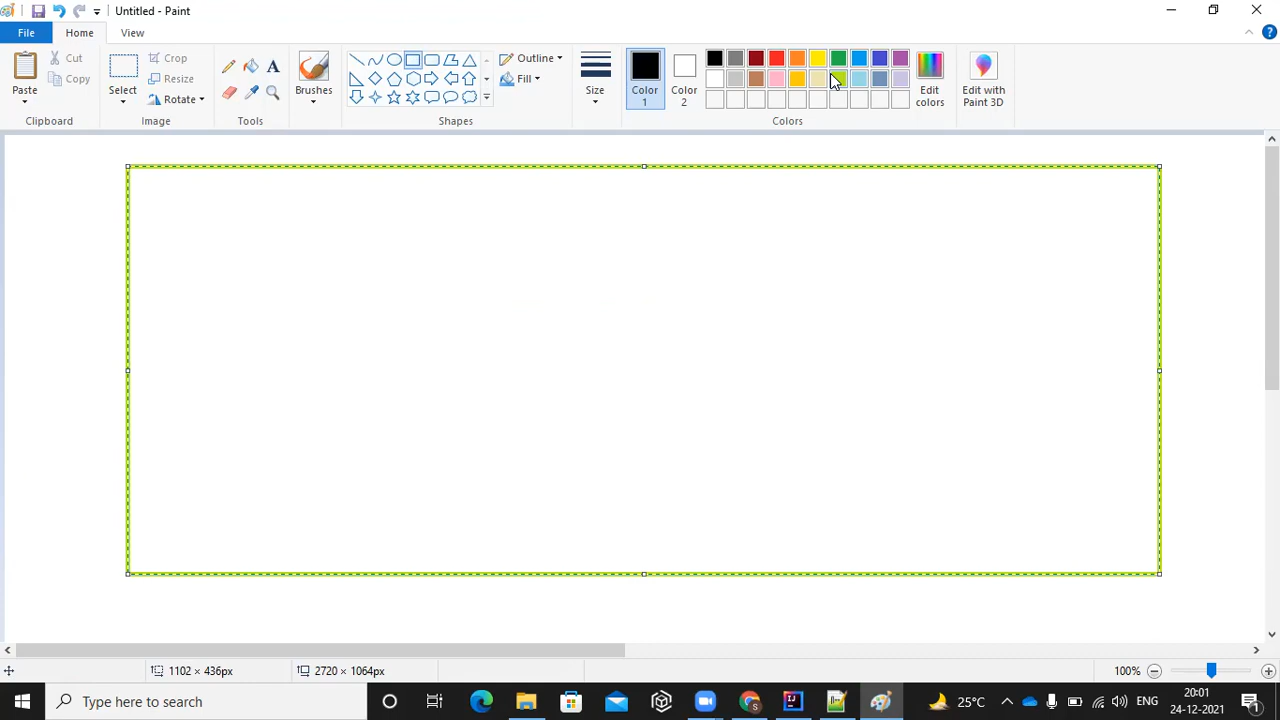 Untitled - Paint
File
Home
View
Paste
Cut
Copy
Clipboard
Select
Crop
Resize
Rotate
Image
A
Tools
Brushes
Outline
Fill
Shapes
Size
Color 1
Color 2
Colors
Edit colors
Edit with Paint 3D
1102 × 436px
2720 × 1064px
100%
Type here to search
25°C
ENG
20:01
24-12-2021
1